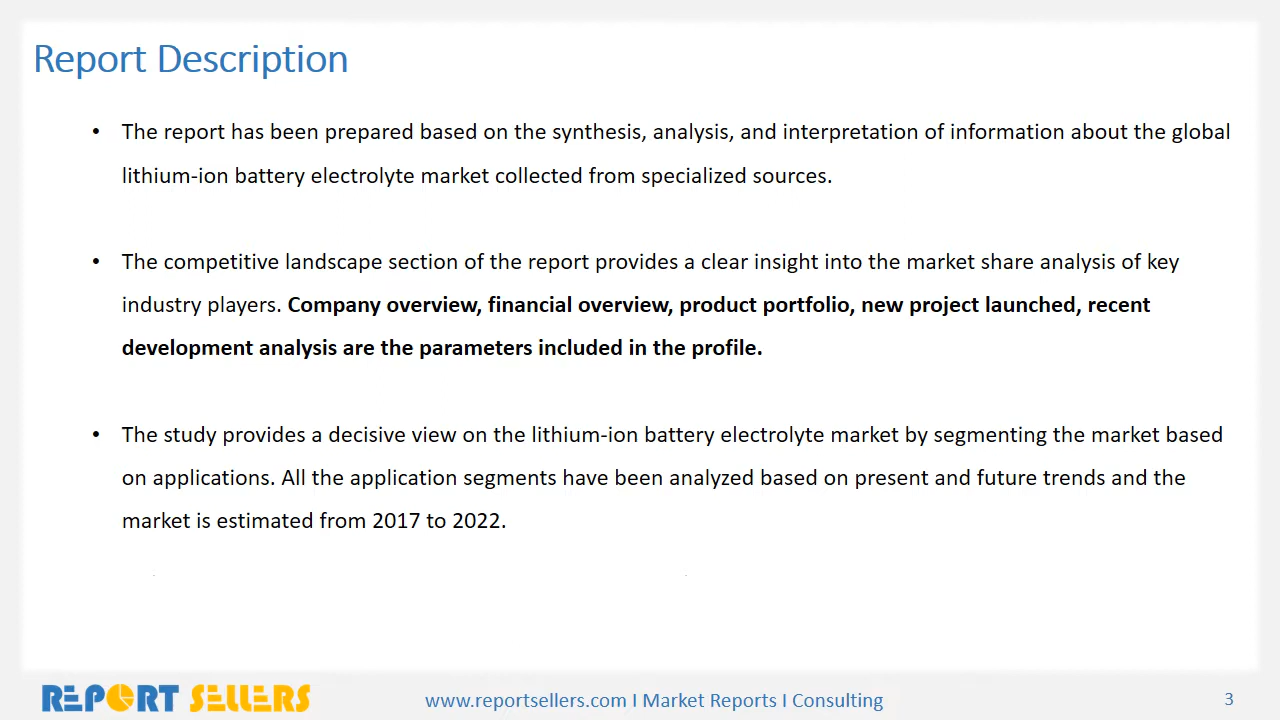 Report Description
• The report has been prepared based on the synthesis, analysis, and interpretation of information about the global
lithium-ion battery electrolyte market collected from specialized sources.
• The competitive landscape section of the report provides a clear insight into the market share analysis of key
industry players. Company overview, financial overview, product portfolio, new project launched, recent
development analysis are the parameters included in the profile.
• The study provides a decisive view on the lithium-ion battery electrolyte market by segmenting the market based
on applications. All the application segments have been analyzed based on present and future trends and the
market is estimated from 2017 to 2022.
REPORT SELLERS
www.reportsellers.com I Market Reports I Consulting
3